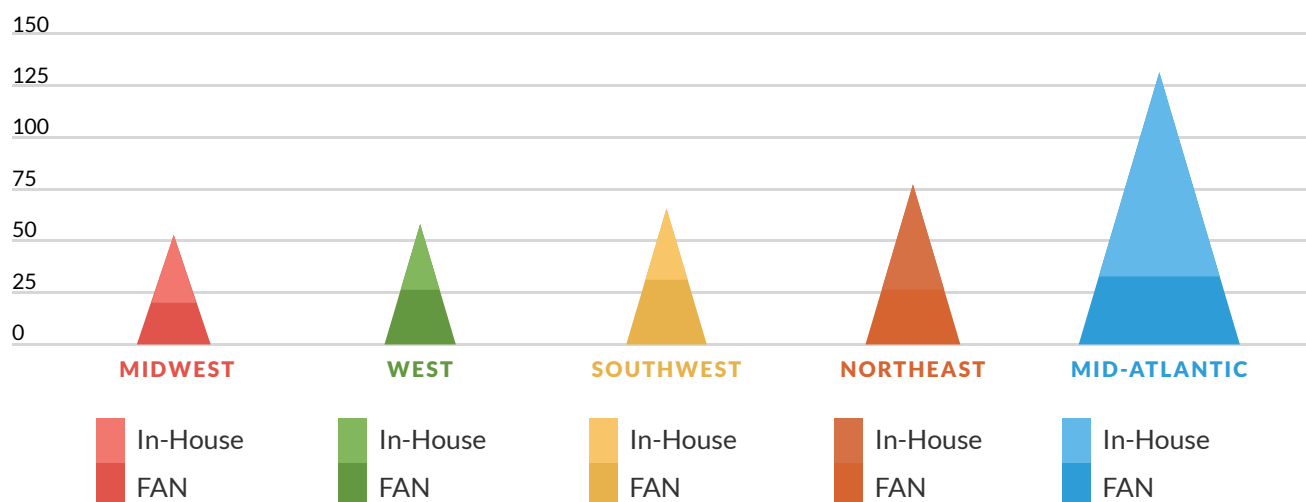 150
125
100
75
50
25
0
MIDWEST WEST SOUTHWEST NORTHEAST MID-ATLANTIC
In-House In-House In-House In-House In-House
FAN FAN FAN FAN FAN